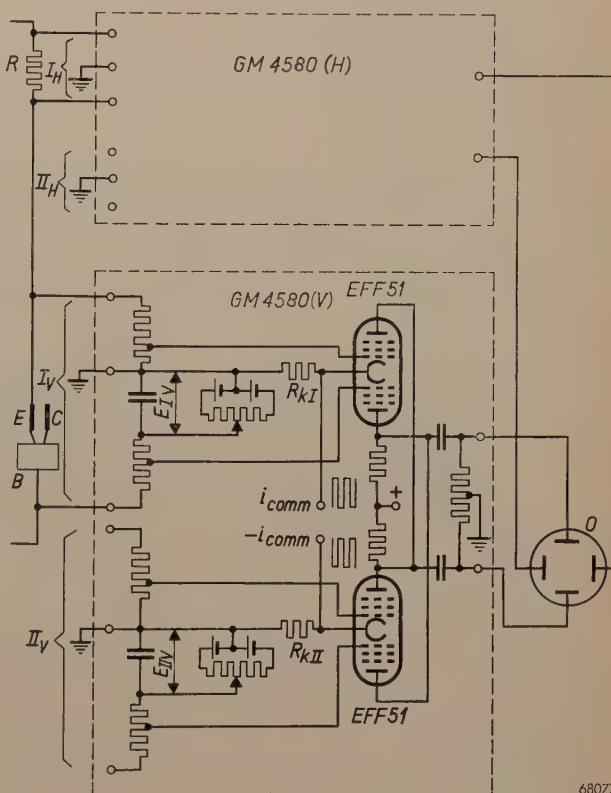 R
I_H
GM 4580 (H)
II_H
GM 4580 (V)
EFF51
I_V
E_IV
R_kI
E
C
B
i_comm
+
-i_comm
O
II_V
E_IIV
R_kII
EFF51
6807